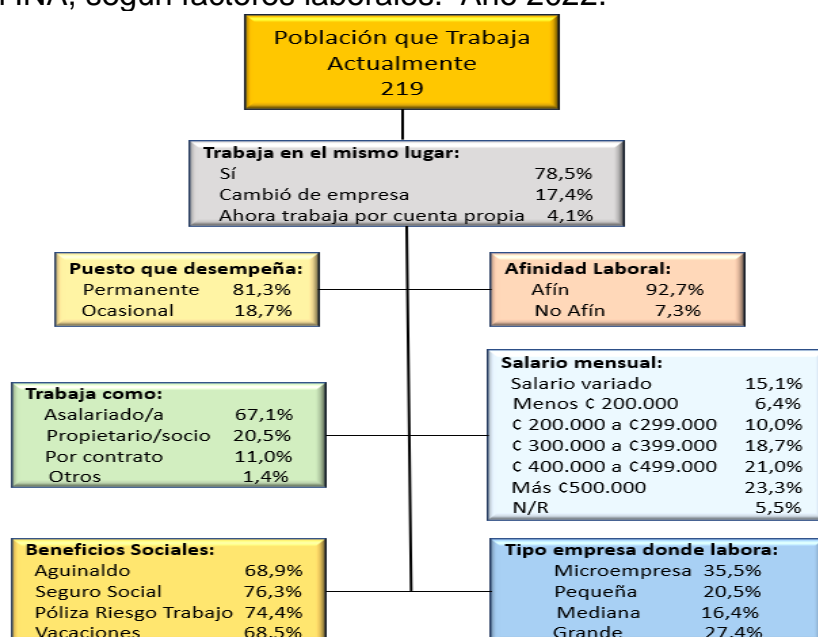 INA, según factores laborales. Año 2022.
Población que Trabaja
Actualmente
219
Trabaja en el mismo lugar:
Sí 78,5%
Cambió de empresa 17,4%
Ahora trabaja por cuenta propia 4,1%
Puesto que desempeña:
Permanente 81,3%
Ocasional 18,7%
Afinidad Laboral:
Afín 92,7%
No Afín 7,3%
Trabaja como:
Asalariado/a 67,1%
Propietario/socio 20,5%
Por contrato 11,0%
Otros 1,4%
Salario mensual:
Salario variado 15,1%
Menos ¢ 200.000 6,4%
¢ 200.000 a ¢299.000 10,0%
¢ 300.000 a ¢399.000 18,7%
¢ 400.000 a ¢499.000 21,0%
Más ¢500.000 23,3%
N/R 5,5%
Beneficios Sociales:
Aguinaldo 68,9%
Seguro Social 76,3%
Póliza Riesgo Trabajo 74,4%
Vacaciones 68,5%
Tipo empresa donde labora:
Microempresa 35,5%
Pequeña 20,5%
Mediana 16,4%
Grande 27,4%